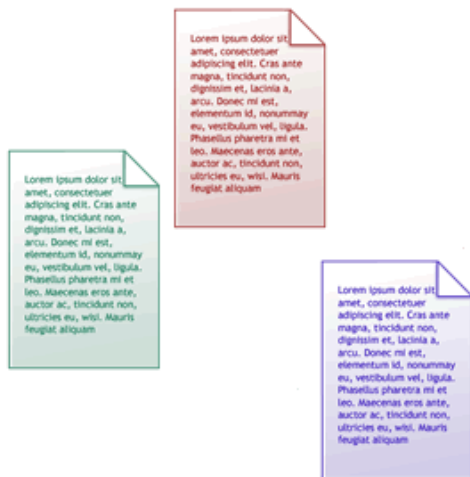 Lorem ipsum dolor sit
amet, consectetuer
adipiscing elit. Cras ante
magna, tincidunt non,
dignissim et, lacinia a,
arcu. Donec mi est,
elementum id, nonummay
eu, vestibulum vel, ligula.
Phasellus pharetra mi et
leo. Maecenas eros ante,
auctor ac, tincidunt non,
ultricies eu, wisi. Mauris
feugiat aliquam
Lorem ipsum dolor sit
amet, consectetuer
adipiscing elit. Cras ante
magna, tincidunt non,
dignissim et, lacinia a,
arcu. Donec mi est,
elementum id, nonummay
eu, vestibulum vel, ligula.
Phasellus pharetra mi et
leo. Maecenas eros ante,
auctor ac, tincidunt non,
ultricies eu, wisi. Mauris
feugiat aliquam
Lorem ipsum dolor sit
amet, consectetuer
adipiscing elit. Cras ante
magna, tincidunt non,
dignissim et, lacinia a,
arcu. Donec mi est,
elementum id, nonummay
eu, vestibulum vel, ligula.
Phasellus pharetra mi et
leo. Maecenas eros ante,
auctor ac, tincidunt non,
ultricies eu, wisi. Mauris
feugiat aliquam